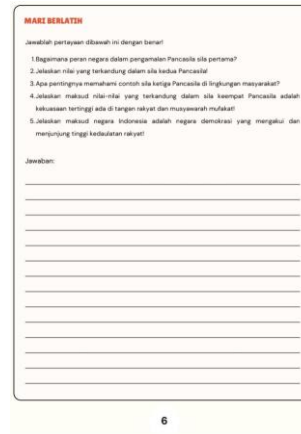 MARI BERLATIH
Jawablah pertayaan dibawah ini dengan benar!
1.Bagaimana peran negara dalam pengamalan Pancasila sila pertama?
2.Jelaskan nilai yang terkandung dalam sila kedua Pancasila!
3.Apa pentingnya memahami contoh sila ketiga Pancasila di lingkungan masyarakat?
4.Jelaskan maksud nilai-nilai yang terkandung dalam sila keempat Pancasila adalah
kekuasaan tertinggi ada di tangan rakyat dan musyawarah mufakat!
5.Jelaskan maksud negara Indonesia adalah negara demokrasi yang mengakui dan
menjunjung tinggi kedaulatan rakyat!
Jawaban:
6